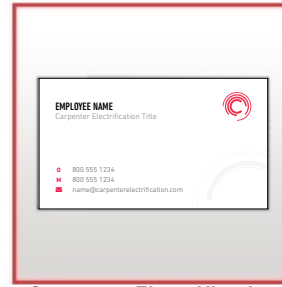 EMPLOYEE NAME
Carpenter Electrification Title
O 800 555 1234
M 800 555 1234
name@carpenterelectrification.com